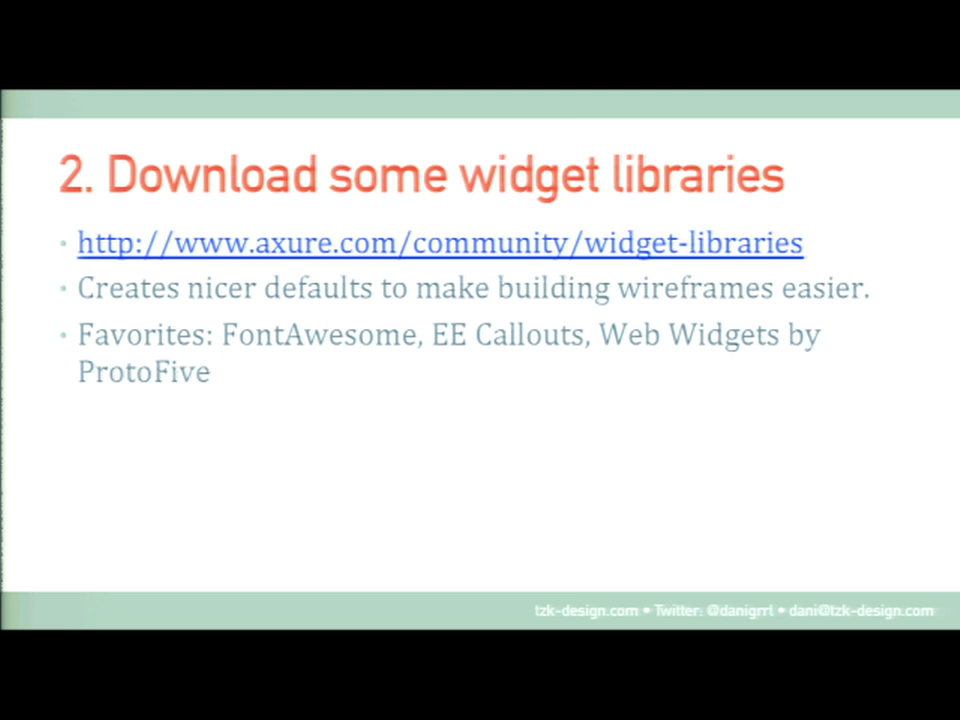 2. Download some widget libraries
• http://www.axure.com/community/widget-libraries
• Creates nicer defaults to make building wireframes easier.
• Favorites: FontAwesome, EE Callouts, Web Widgets by
ProtoFive
tzk-design.com • Twitter: @danigrrl • dani@tzk-design.com